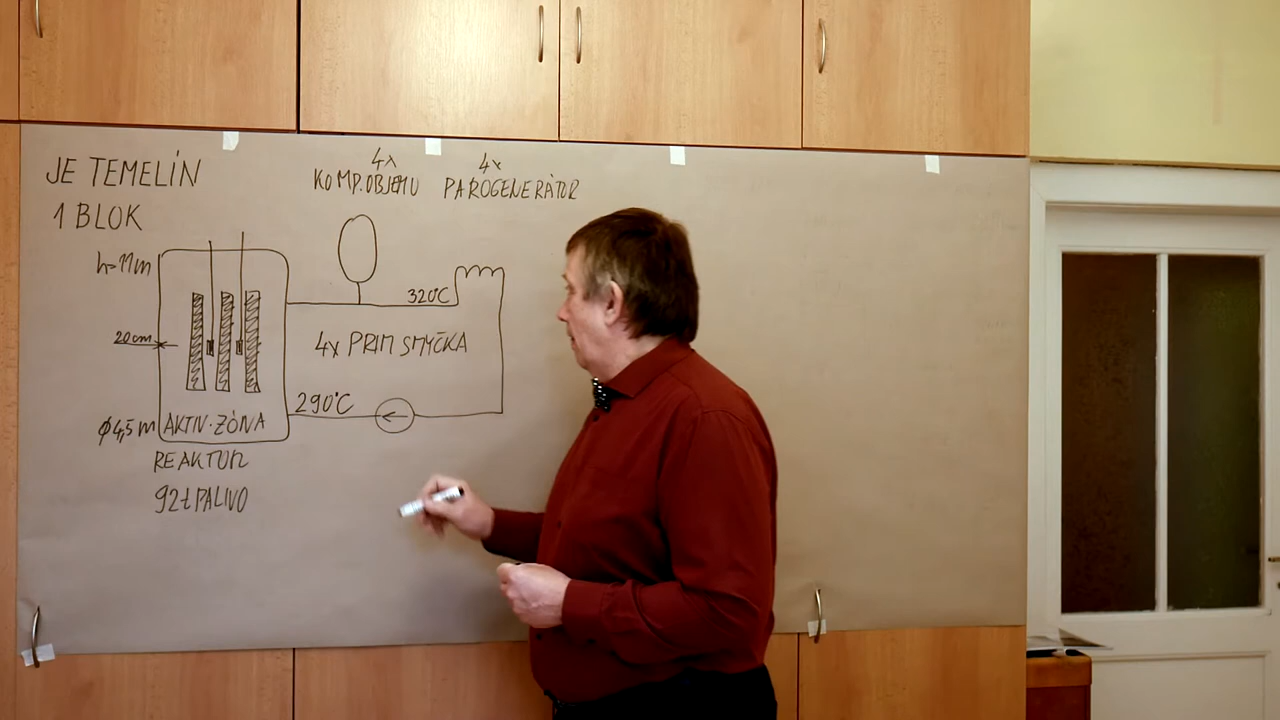 JE TEMELÍN
1 BLOK
4x
KOMP.OBJEMU
4x
PAROGENERÁTOR
h=11m
320°C
20cm
4x PRIM SMYČKA
290°C
φ4,5m
AKTIV. ZÓNA
REAKTOR
92t PALIVO